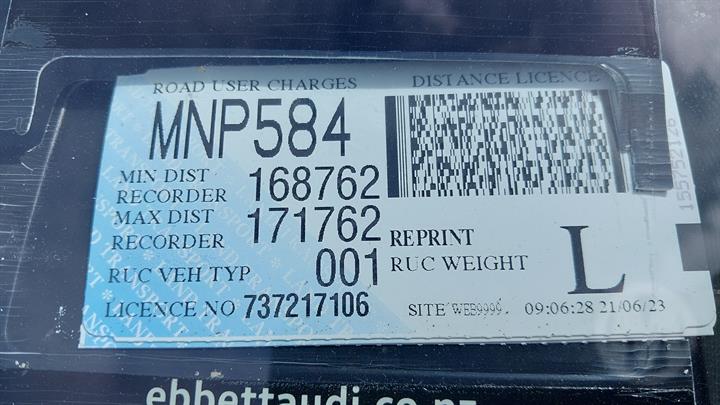 ROAD USER CHARGES DISTANCE LICENCE
MNP584
MIN DIST
RECORDER 168762
MAX DIST
RECORDER 171762
REPRINT
RUC VEH TYP 001
RUC WEIGHT L
LICENCE NO 737217106
SITE WEB9999. 09:06:28 21/06/23
155752126
ebbettaudi.co.nz